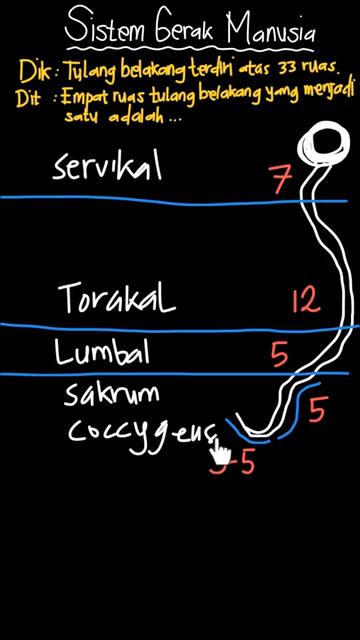 Sistem Gerak Manusia
Dik : Tulang belakang terdiri atas 33 ruas.
Dit : Empat ruas tulang belakang yang menjadi
satu adalah ...
Servikal 7
Torakal 12
Lumbal 5
Sakrum 5
Coccygeus
-5